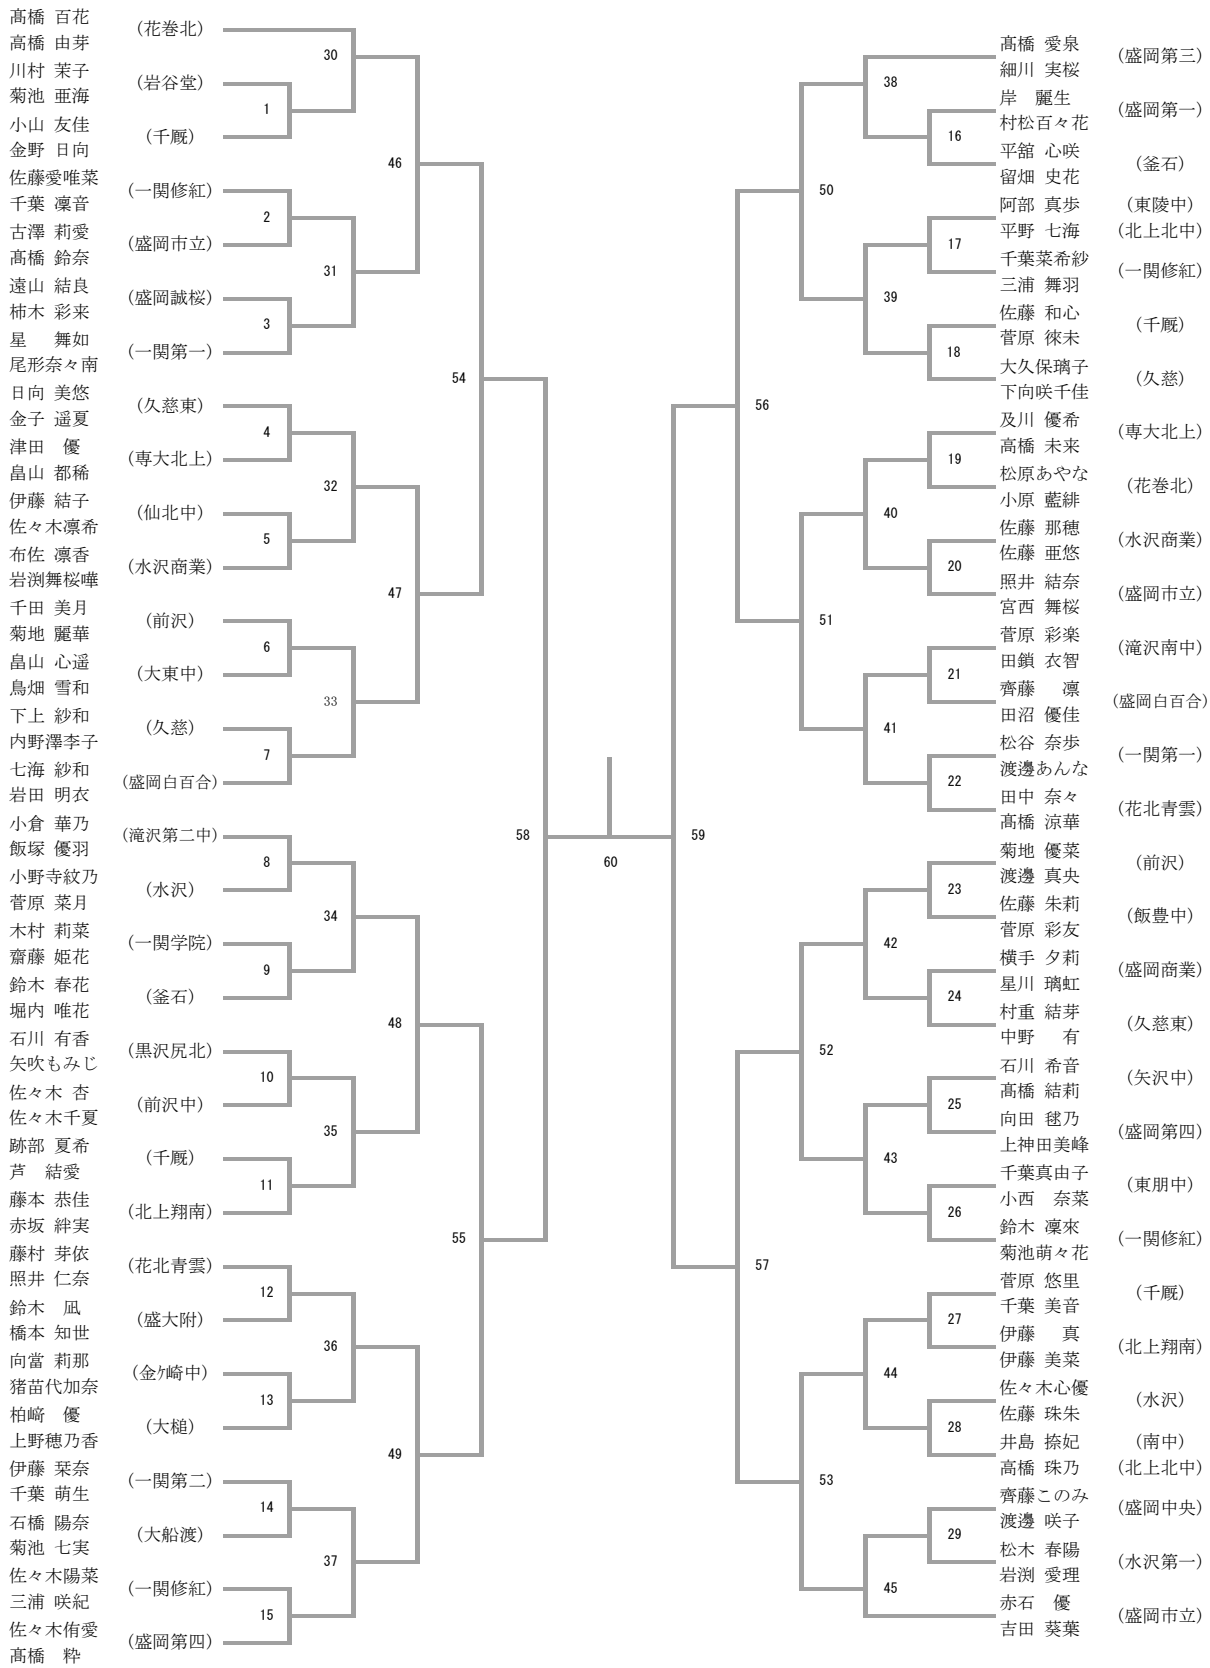 髙橋 百花
高橋 由芽
(花巻北)
川村 茉子
菊池 亜海
(岩谷堂)
小山 友佳
金野 日向
(千厩)
佐藤愛唯菜
千葉 凜音
(一関修紅)
古澤 莉愛
髙橋 鈴奈
(盛岡市立)
遠山 結良
柿木 彩来
(盛岡誠桜)
星 舞如
尾形奈々南
(一関第一)
日向 美悠
金子 遥夏
(久慈東)
津田 優
畠山 都稀
(専大北上)
伊藤 結子
佐々木凛希
(仙北中)
布佐 凛香
岩渕舞桜嘩
(水沢商業)
千田 美月
菊地 麗華
(前沢)
畠山 心遥
鳥畑 雪和
(大東中)
下上 紗和
内野澤李子
(久慈)
七海 紗和
岩田 明衣
(盛岡白百合)
小倉 華乃
飯塚 優羽
(滝沢第二中)
小野寺紋乃
菅原 菜月
(水沢)
木村 莉菜
齋藤 姫花
(一関学院)
鈴木 春花
堀内 唯花
(釜石)
石川 有香
矢吹もみじ
(黒沢尻北)
佐々木 杏
佐々木千夏
(前沢中)
跡部 夏希
芦 結愛
(千厩)
藤本 恭佳
赤坂 絆実
(北上翔南)
藤村 芽依
照井 仁奈
(花北青雲)
鈴木 凪
橋本 知世
(盛大附)
向當 莉那
猪苗代加奈
(金ケ崎中)
柏﨑 優
上野穂乃香
(大槌)
伊藤 栞奈
千葉 萌生
(一関第二)
石橋 陽奈
菊池 七実
(大船渡)
佐々木陽菜
三浦 咲紀
(一関修紅)
佐々木侑愛
髙橋 粋
(盛岡第四)
1
2
3
4
5
6
7
8
9
10
11
12
13
14
15
30
31
32
33
34
35
36
37
46
47
48
49
54
55
58
60
59
56
57
50
51
52
53
38
39
40
41
42
43
44
45
16
17
18
19
20
21
22
23
24
25
26
27
28
29
髙橋 愛泉
細川 実桜
(盛岡第三)
岸 麗生
村松百々花
(盛岡第一)
平舘 心咲
留畑 史花
(釜石)
阿部 真歩 (東陵中)
平野 七海 (北上北中)
千葉菜希紗
三浦 舞羽
(一関修紅)
佐藤 和心
菅原 徠未
(千厩)
大久保璃子
下向咲千佳
(久慈)
及川 優希
高橋 未来
(専大北上)
松原あやな
小原 藍緋
(花巻北)
佐藤 那穂
佐藤 亜悠
(水沢商業)
照井 結奈
宮西 舞桜
(盛岡市立)
菅原 彩楽
田鎖 衣智
(滝沢南中)
齊藤 凛
田沼 優佳
(盛岡白百合)
松谷 奈歩
渡邊あんな
(一関第一)
田中 奈々
髙橋 涼華
(花北青雲)
菊地 優菜
渡邊 真央
(前沢)
佐藤 朱莉
菅原 彩友
(飯豊中)
横手 夕莉
星川 璃虹
(盛岡商業)
村重 結芽
中野 有
(久慈東)
石川 希音
髙橋 結莉
(矢沢中)
向田 毬乃
上神田美峰
(盛岡第四)
千葉真由子
小西 奈菜
(東朋中)
鈴木 凜來
菊池萌々花
(一関修紅)
菅原 悠里
千葉 美音
(千厩)
伊藤 真
伊藤 美菜
(北上翔南)
佐々木心優
佐藤 珠朱
(水沢)
井島 捺妃 (南中)
高橋 珠乃 (北上北中)
齊藤このみ
渡邊 咲子
(盛岡中央)
松木 春陽
岩渕 愛理
(水沢第一)
赤石 優
吉田 葵葉
(盛岡市立)